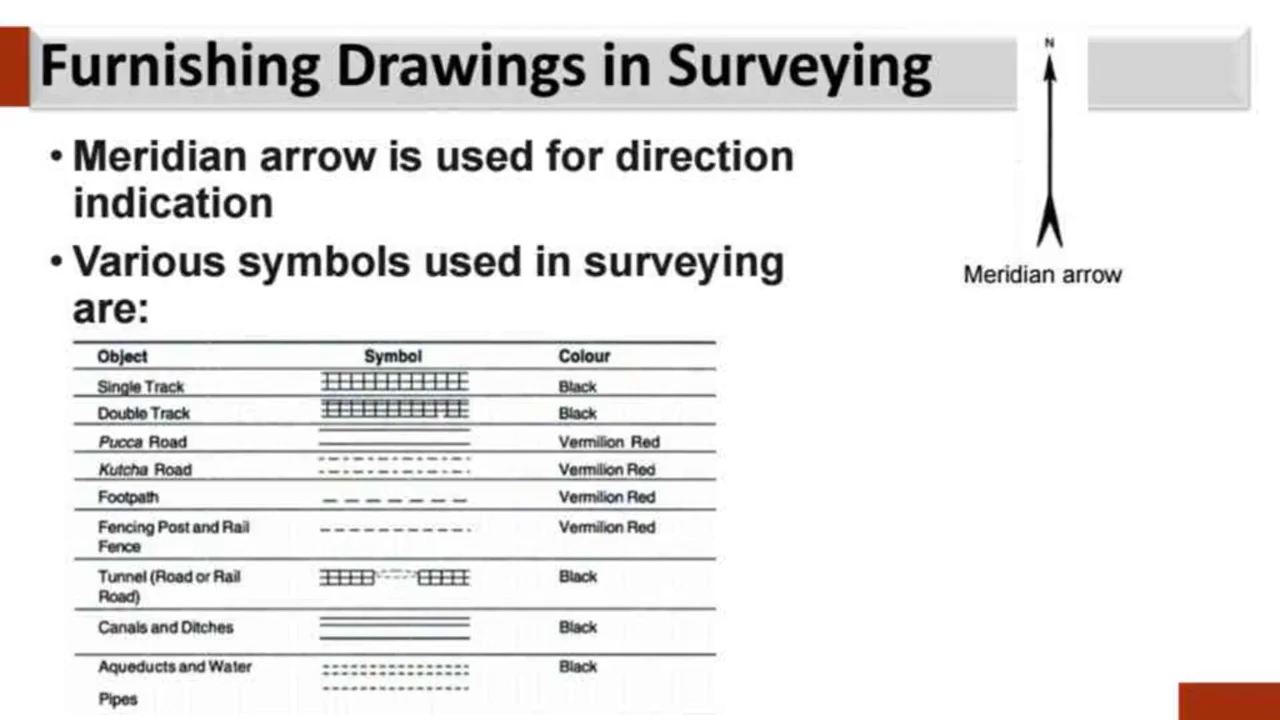 Furnishing Drawings in Surveying
N
• Meridian arrow is used for direction
indication
Meridian arrow
• Various symbols used in surveying
are:
Object Symbol Colour
Single Track Black
Double Track Black
Pucca Road Vermilion Red
Kutcha Road Vermilion Red
Footpath Vermilion Red
Fencing Post and Rail Vermilion Red
Fence
Tunnel (Road or Rail Black
Road)
Canals and Ditches Black
Aqueducts and Water Black
Pipes